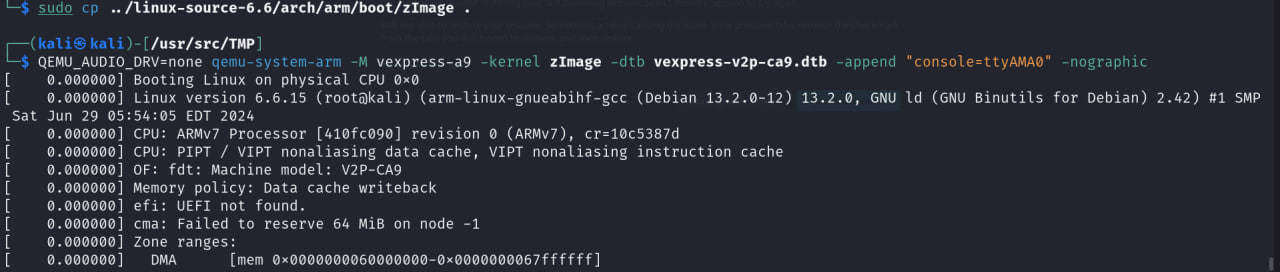 └─$ sudo cp ../linux-source-6.6/arch/arm/boot/zImage .
┌──(kali㉿kali)-[/usr/src/TMP]
└─$ QEMU_AUDIO_DRV=none qemu-system-arm -M vexpress-a9 -kernel zImage -dtb vexpress-v2p-ca9.dtb -append "console=ttyAMA0" -nographic
[    0.000000] Booting Linux on physical CPU 0x0
[    0.000000] Linux version 6.6.15 (root@kali) (arm-linux-gnueabihf-gcc (Debian 13.2.0-12) 13.2.0, GNU ld (GNU Binutils for Debian) 2.42) #1 SMP
Sat Jun 29 05:54:05 EDT 2024
[    0.000000] CPU: ARMv7 Processor [410fc090] revision 0 (ARMv7), cr=10c5387d
[    0.000000] CPU: PIPT / VIPT nonaliasing data cache, VIPT nonaliasing instruction cache
[    0.000000] OF: fdt: Machine model: V2P-CA9
[    0.000000] Memory policy: Data cache writeback
[    0.000000] efi: UEFI not found.
[    0.000000] cma: Failed to reserve 64 MiB on node -1
[    0.000000] Zone ranges:
[    0.000000]   DMA      [mem 0x0000000060000000-0x0000000067ffffff]